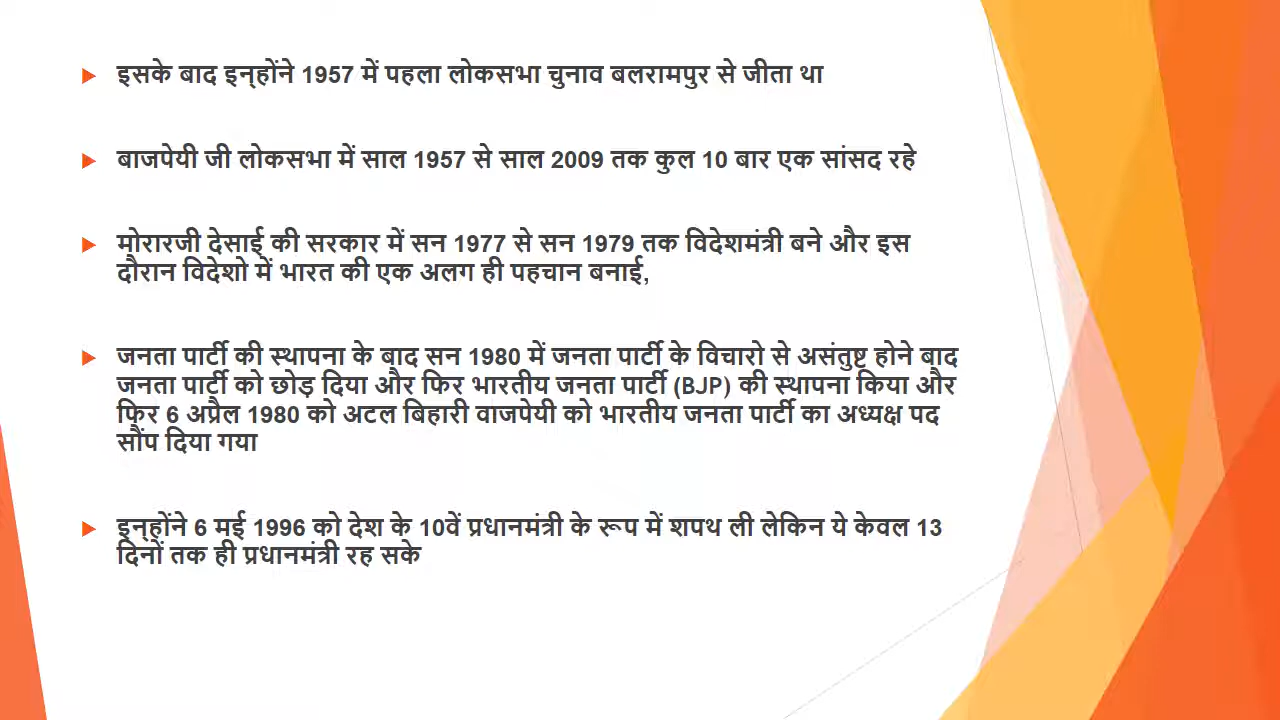 इसके बाद इन्होंने 1957 में पहला लोकसभा चुनाव बलरामपुर से जीता था
बाजपेयी जी लोकसभा में साल 1957 से साल 2009 तक कुल 10 बार एक सांसद रहे
मोरारजी देसाई की सरकार में सन 1977 से सन 1979 तक विदेशमंत्री बने और इस
दौरान विदेशो में भारत की एक अलग ही पहचान बनाई,
जनता पार्टी की स्थापना के बाद सन 1980 में जनता पार्टी के विचारो से असंतुष्ट होने बाद
जनता पार्टी को छोड़ दिया और फिर भारतीय जनता पार्टी (BJP) की स्थापना किया और
फिर 6 अप्रैल 1980 को अटल बिहारी वाजपेयी को भारतीय जनता पार्टी का अध्यक्ष पद
सौंप दिया गया
इन्होंने 6 मई 1996 को देश के 10वें प्रधानमंत्री के रूप में शपथ ली लेकिन ये केवल 13
दिनों तक ही प्रधानमंत्री रह सके